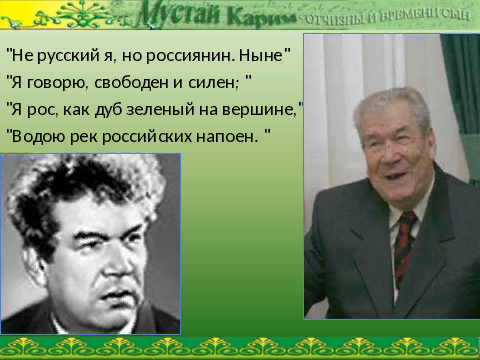 Мустай Карим ОТЧИЗНЫ И ВРЕМЕНИ СЫН
"Не русский я, но россиянин. Ныне"
"Я говорю, свободен и силен; "
"Я рос, как дуб зеленый на вершине,"
"Водою рек российских напоен. "